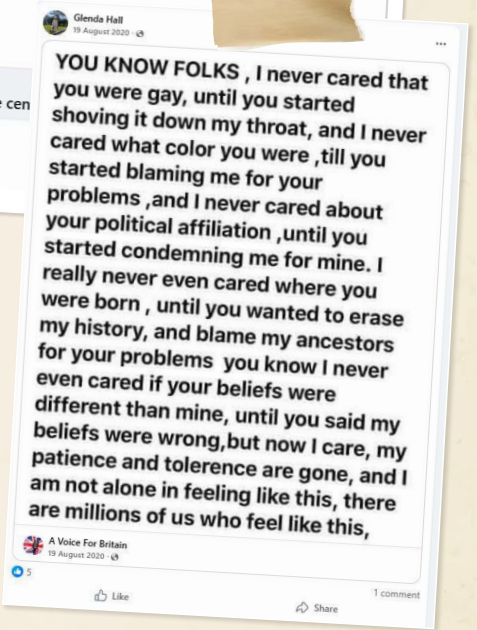 Glenda Hall
19 August 2020
YOU KNOW FOLKS , I never cared that
you were gay, until you started
shoving it down my throat, and I never
cared what color you were ,till you
started blaming me for your
problems ,and I never cared about
your political affiliation ,until you
started condemning me for mine. I
really never even cared where you
were born , until you wanted to erase
my history, and blame my ancestors
for your problems you know I never
even cared if your beliefs were
different than mine, until you said my
beliefs were wrong,but now I care, my
patience and tolerence are gone, and I
am not alone in feeling like this, there
are millions of us who feel like this,
A Voice For Britain
19 August 2020
5
1 comment
Like
Share